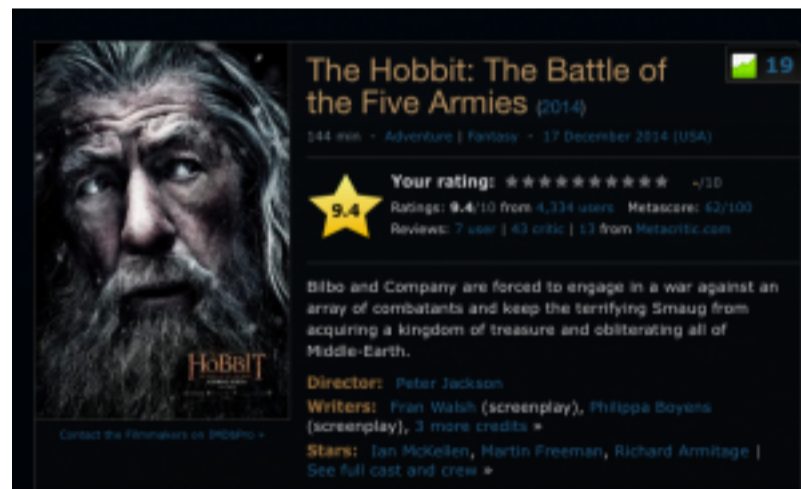 The Hobbit: The Battle of
the Five Armies (2014)
19
144 min - Adventure | Fantasy - 17 December 2014 (USA)
Your rating: ★★★★★★★★★★ -/10
9.4
Ratings: 9.4/10 from 4,334 users Metascore: 62/100
Reviews: 7 user | 43 critic | 13 from Metacritic.com
Bilbo and Company are forced to engage in a war against an
array of combatants and keep the terrifying Smaug from
acquiring a kingdom of treasure and obliterating all of
Middle-Earth.
HOBBIT
Director: Peter Jackson
Writers: Fran Walsh (screenplay), Philippa Boyens
(screenplay), 3 more credits »
Contact the Filmmakers on IMDbPro »
Stars: Ian McKellen, Martin Freeman, Richard Armitage |
See full cast and crew »